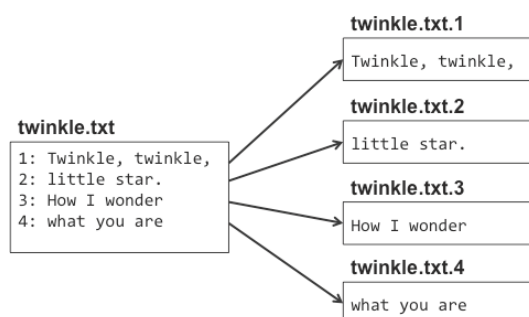 twinkle.txt
1: Twinkle, twinkle,
2: little star.
3: How I wonder
4: what you are
twinkle.txt.1
Twinkle, twinkle,
twinkle.txt.2
little star.
twinkle.txt.3
How I wonder
twinkle.txt.4
what you are